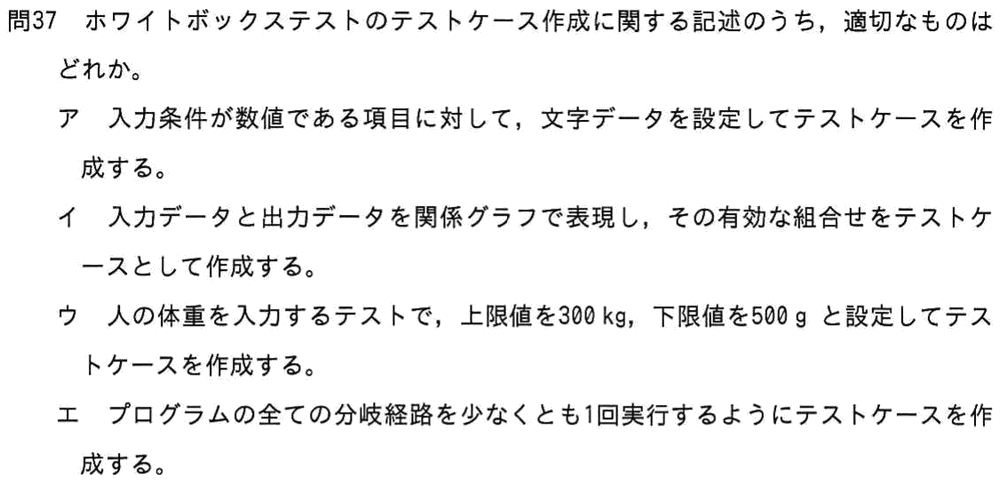 問37　ホワイトボックステストのテストケース作成に関する記述のうち，適切なものは
どれか。
ア　入力条件が数値である項目に対して，文字データを設定してテストケースを作
成する。
イ　入力データと出力データを関係グラフで表現し，その有効な組合せをテストケ
ースとして作成する。
ウ　人の体重を入力するテストで，上限値を300 kg，下限値を500 g と設定してテス
トケースを作成する。
エ　プログラムの全ての分岐経路を少なくとも1回実行するようにテストケースを作
成する。